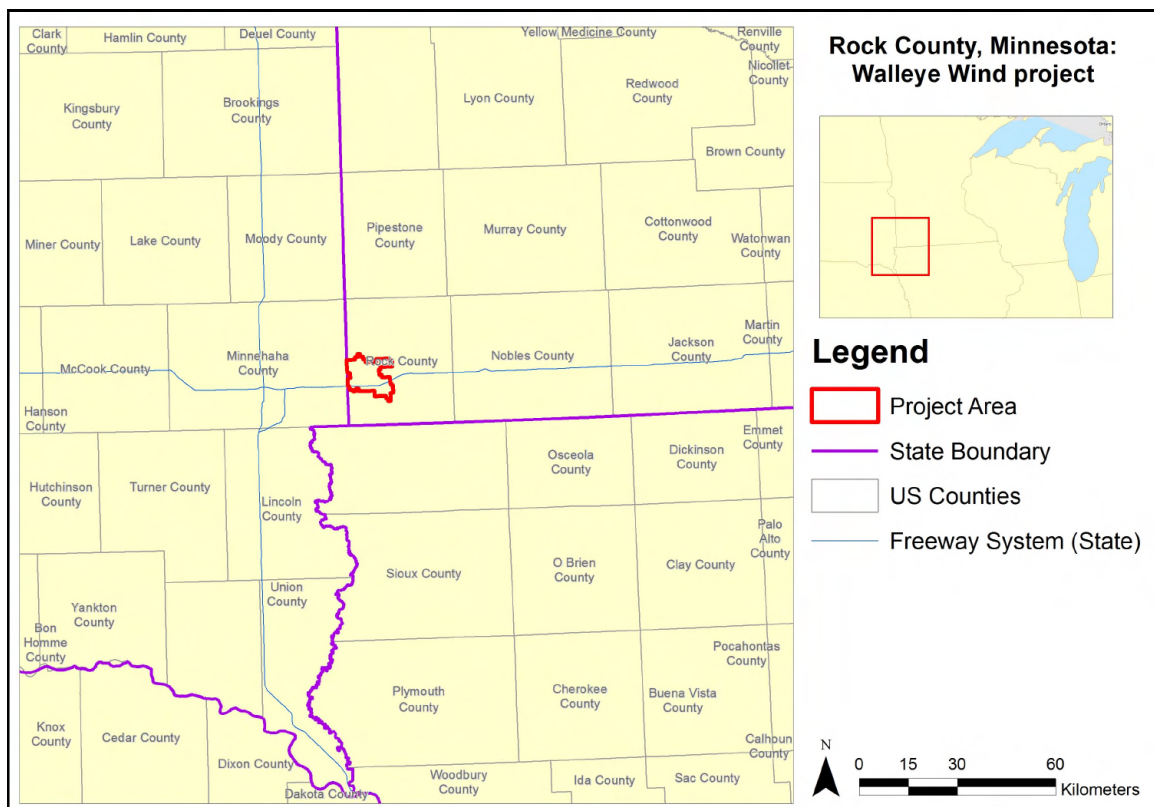 Clark
County
Hamlin County
Deuel County
Yellow Medicine County
Renville
County
Nicollet
County
Kingsbury
County
Brookings
County
Lyon County
Redwood
County
Brown County
Miner County
Lake County
Moody County
Pipestone
County
Murray County
Cottonwood
County
Watonwan
County
McCook County
Minnehaha
County
Rock County
Nobles County
Jackson
County
Martin
County
Hanson
County
Hutchinson
County
Turner County
Lincoln
County
Osceola
County
Dickinson
County
Emmet
County
Sioux County
O Brien
County
Clay County
Palo
Alto
County
Yankton
County
Bon
Homme
County
Union
County
Plymouth
County
Cherokee
County
Buena Vista
County
Pocahontas
County
Knox
County
Cedar County
Dixon County
Dakota County
Woodbury
County
Ida County
Sac County
Calhoun
County
Rock County, Minnesota:
Walleye Wind project
Legend
Project Area
State Boundary
US Counties
Freeway System (State)
N
0 15 30 60
Kilometers